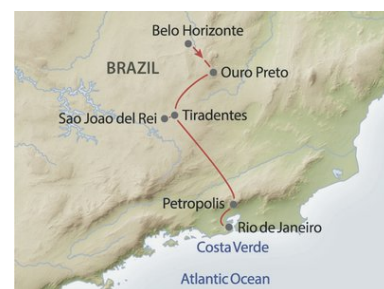 Belo Horizonte
BRAZIL
Ouro Preto
Sao Joao del Rei
Tiradentes
Petropolis
Rio de Janeiro
Costa Verde
Atlantic Ocean